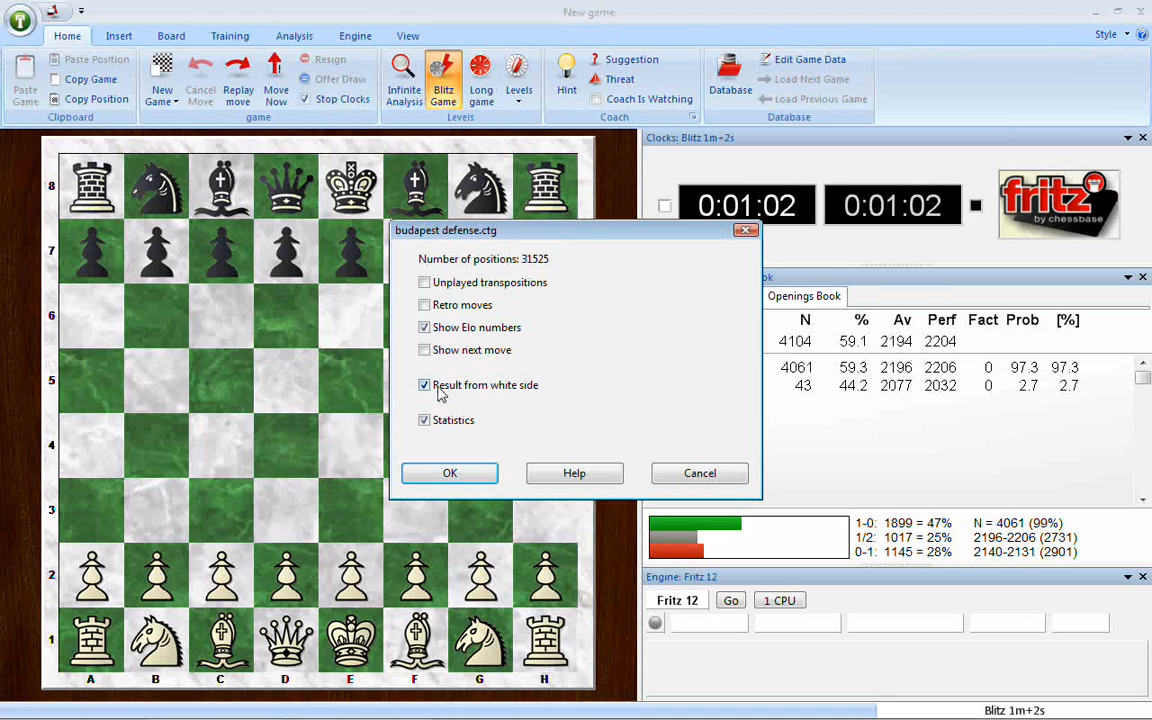 New game
Home Insert Board Training Analysis Engine View Style
Paste Game
Paste Position
Copy Game
Copy Position
Clipboard
New Game
Cancel Move
Replay move
Move Now
Resign
Offer Draw
Stop Clocks
game
Infinite Analysis
Blitz Game
Long game
Levels
Levels
Hint
Suggestion
Threat
Coach Is Watching
Coach
Database
Edit Game Data
Load Next Game
Load Previous Game
Database
8
7
6
5
4
3
2
1
A B C D E F G H
Clocks: Blitz 1m+2s
0:01:02 0:01:02
fritz
by chessbase
budapest defense.ctg
Number of positions: 31525
Unplayed transpositions
Retro moves
Show Elo numbers
Show next move
Result from white side
Statistics
OK Help Cancel
ok
Openings Book
N % Av Perf Fact Prob [%]
4104 59.1 2194 2204
4061 59.3 2196 2206 0 97.3 97.3
43 44.2 2077 2032 0 2.7 2.7
1-0: 1899 = 47% N = 4061 (99%)
1/2: 1017 = 25% 2196-2206 (2731)
0-1: 1145 = 28% 2140-2131 (2901)
Engine: Fritz 12
Fritz 12 Go 1 CPU
Blitz 1m+2s